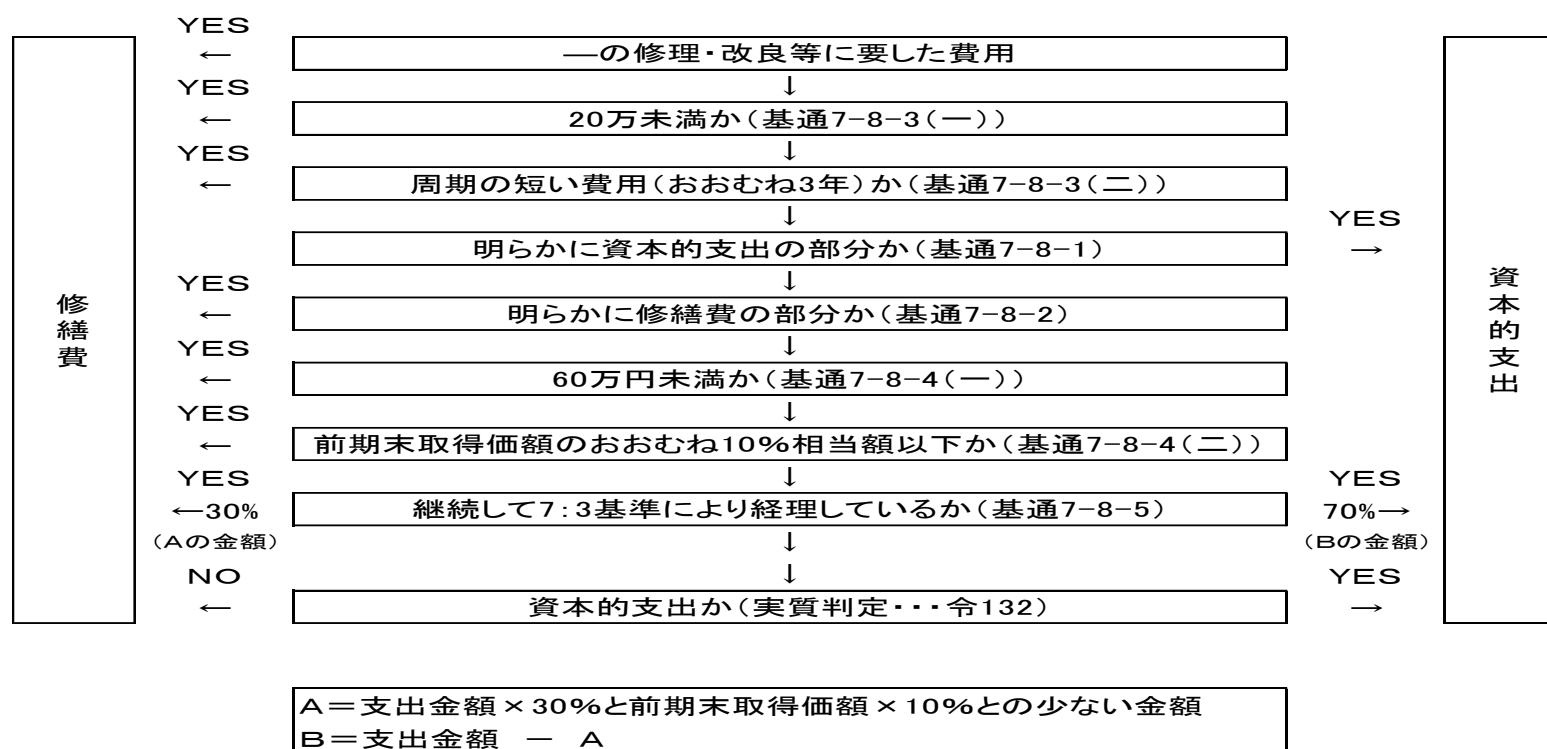 YES
←
―の修理・改良等に要した費用
YES
↓
←
20万未満か(基通7-8-3(一))
YES
↓
←
周期の短い費用(おおむね3年)か(基通7-8-3(二))
↓
YES
明らかに資本的支出の部分か(基通7-8-1)
→
YES
↓
←
明らかに修繕費の部分か(基通7-8-2)
YES
↓
←
60万円未満か(基通7-8-4(一))
YES
↓
←
前期末取得価額のおおむね10%相当額以下か(基通7-8-4(二))
YES
↓
YES
←30%
継続して7:3基準により経理しているか(基通7-8-5)
70%→
(Aの金額)
↓
(Bの金額)
NO
↓
YES
←
資本的支出か(実質判定・・・令132)
→
修繕費
資本的支出
A=支出金額×30%と前期末取得価額×10%との少ない金額
B=支出金額 - A